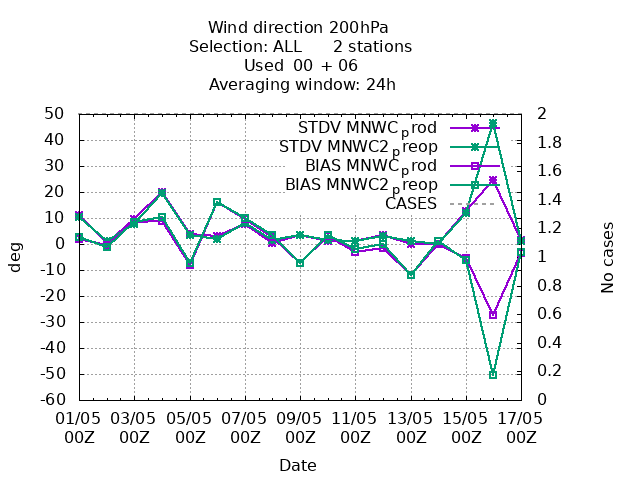 Wind direction 200hPa
Selection: ALL 2 stations
Used 00 + 06
Averaging window: 24h
STDV MNWCprod
STDV MNWC2preop
BIAS MNWCprod
BIAS MNWC2preop
CASES
50
40
30
20
10
0
-10
-20
-30
-40
-50
-60
deg
2
1.8
1.6
1.4
1.2
1
0.8
0.6
0.4
0.2
0
No cases
01/05 03/05 05/05 07/05 09/05 11/05 13/05 15/05 17/05
00Z 00Z 00Z 00Z 00Z 00Z 00Z 00Z 00Z
Date